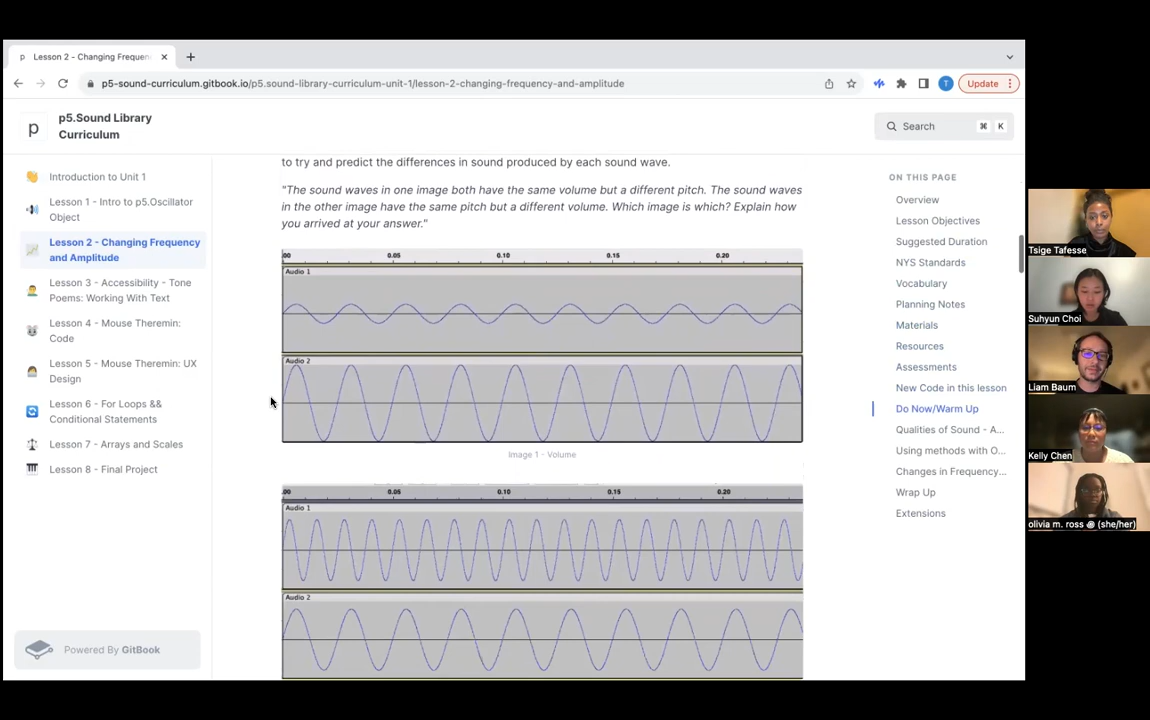 p Lesson 2 - Changing Frequen
p5-sound-curriculum.gitbook.io/p5.sound-library-curriculum-unit-1/lesson-2-changing-frequency-and-amplitude
T
Update
p
p5.Sound Library
Curriculum
Search
⌘ K
Introduction to Unit 1
Lesson 1 - Intro to p5.Oscillator
Object
Lesson 2 - Changing Frequency
and Amplitude
Lesson 3 - Accessibility - Tone
Poems: Working With Text
Lesson 4 - Mouse Theremin:
Code
Lesson 5 - Mouse Theremin: UX
Design
Lesson 6 - For Loops &&
Conditional Statements
Lesson 7 - Arrays and Scales
Lesson 8 - Final Project
Powered By GitBook
to try and predict the differences in sound produced by each sound wave.
"The sound waves in one image both have the same volume but a different pitch. The sound waves
in the other image have the same pitch but a different volume. Which image is which? Explain how
you arrived at your answer."
.00 0.05 0.10 0.15 0.20
Audio 1
Audio 2
Image 1 - Volume
.00 0.05 0.10 0.15 0.20
Audio 1
Audio 2
ON THIS PAGE
Overview
Lesson Objectives
Suggested Duration
NYS Standards
Vocabulary
Planning Notes
Materials
Resources
Assessments
New Code in this lesson
Do Now/Warm Up
Qualities of Sound - A...
Using methods with O...
Changes in Frequency...
Wrap Up
Extensions
Tsige Tafesse
Suhyun Choi
Liam Baum
Kelly Chen
olivia m. ross @ (she/her)